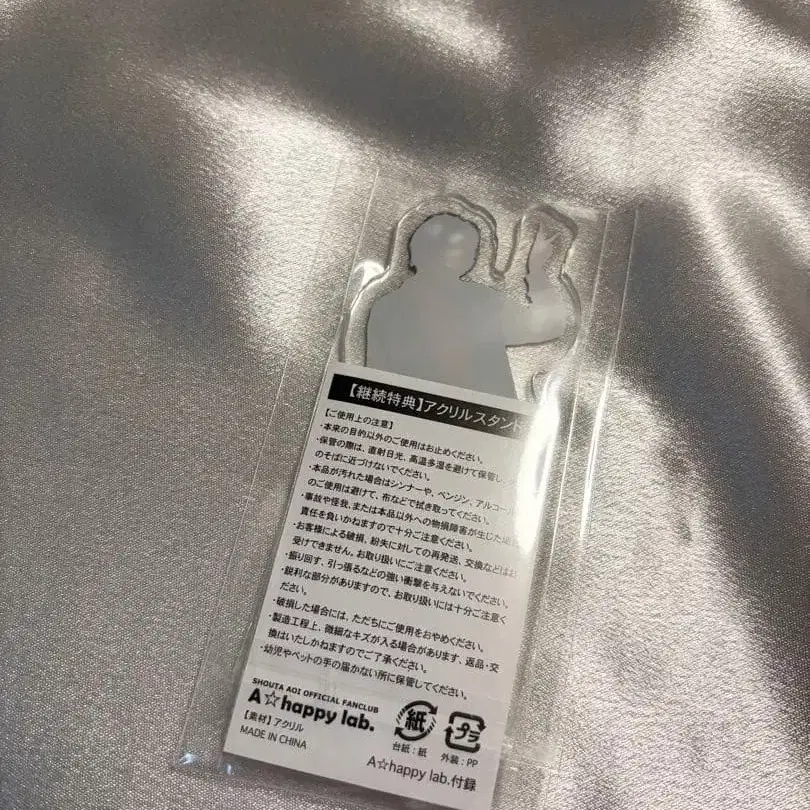 【継続特典】アクリルスタンド
【ご使用上の注意】
・本来の目的以外のご使用はお止めください。
・保管の際は、直射日光、高温多湿を避けて保管し、
のそばに近づけないでください。
・本品が汚れた場合はシンナーや、ベンジン、アルコール
のご使用は避けて、布などで拭き取ってください。
・事故や怪我、または本品以外への物損障害が生じた場
責任を負いかねますので十分ご注意ください。
・お客様による破損、紛失に対しての再発送、交換などはお
受けできません。お取り扱いにご注意ください。
・振り回す、引っ張るなどの強い衝撃を与えないでください。
・鋭利な部分がありますので、お取り扱いには十分ご注意く
ださい。
・破損した場合には、ただちにご使用をおやめください。
・製造工程上、微細なキズが入る場合があります、返品・交
換はいたしかねますのでご了承ください。
・幼児やペットの手の届かない所に保管してください。
SHOUTA AOI OFFICIAL FANCLUB
A☆happy lab.
【素材】アクリル
MADE IN CHINA
紙
台紙：紙
プラ
外装：PP
A☆happy lab.付録